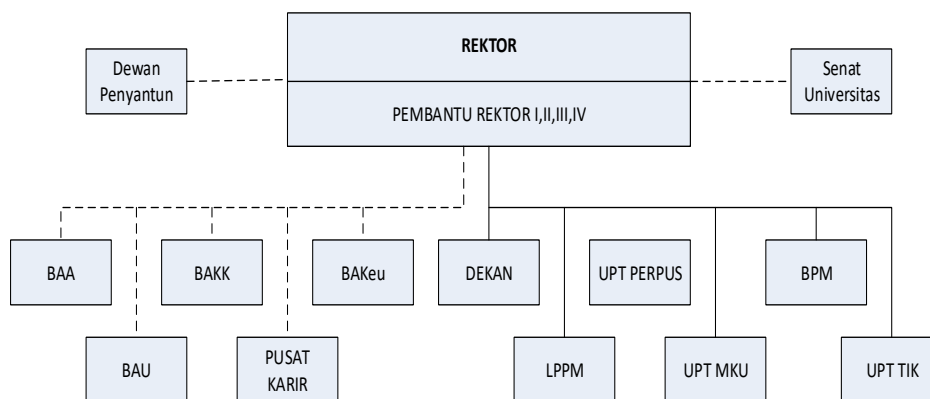 REKTOR
Dewan
Penyantun
Senat
Universitas
PEMBANTU REKTOR I,II,III,IV
BAA
BAKK
BAKeu
DEKAN
UPT PERPUS
BPM
BAU
PUSAT
KARIR
LPPM
UPT MKU
UPT TIK